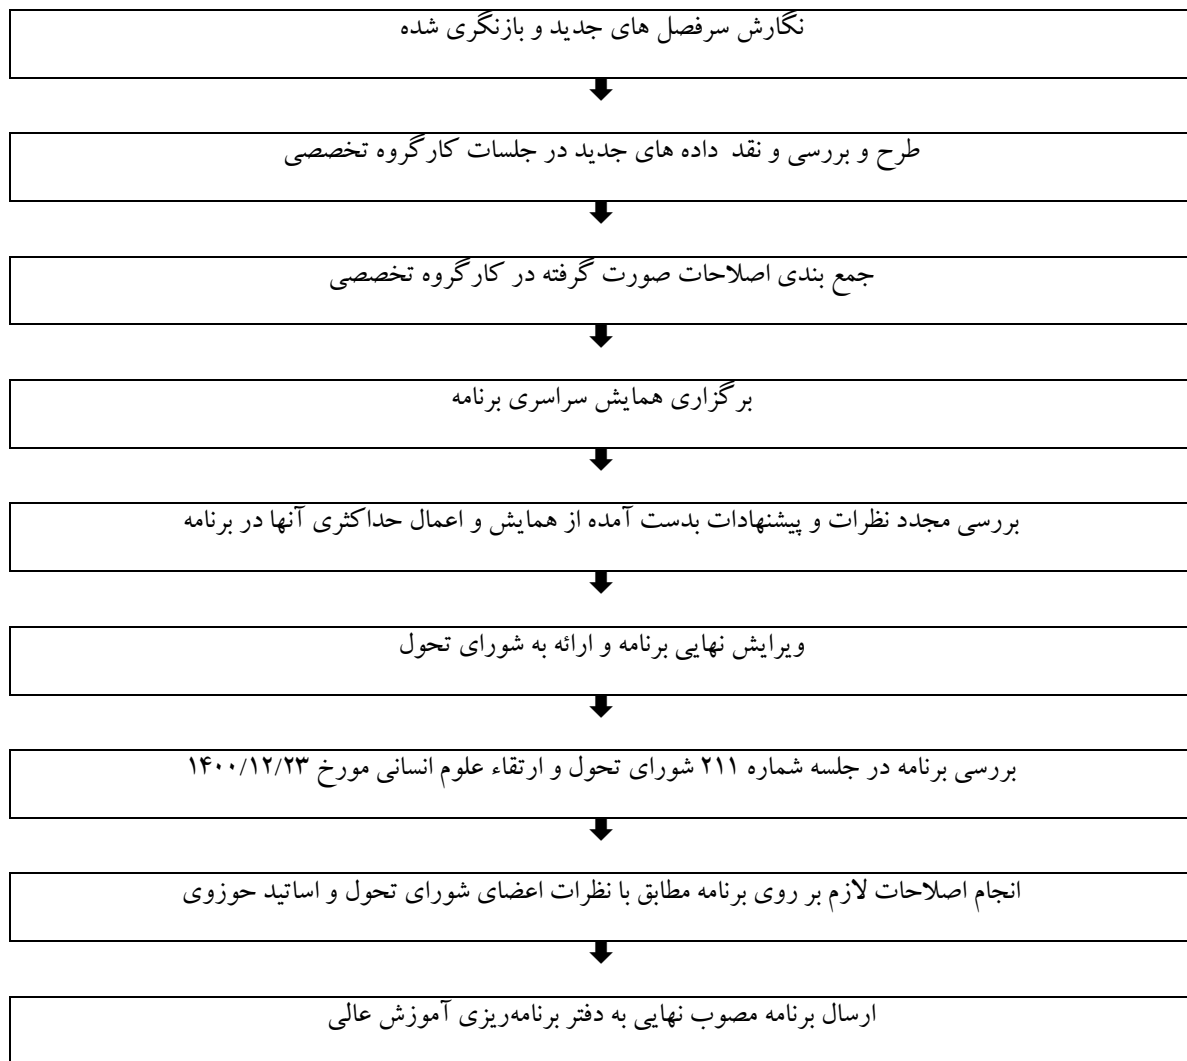 نگارش سرفصل های جدید و بازنگری شده
طرح و بررسی و نقد داده های جدید در جلسات کارگروه تخصصی
جمع بندی اصلاحات صورت گرفته در کارگروه تخصصی
برگزاری همایش سراسری برنامه
بررسی مجدد نظرات و پیشنهادات بدست آمده از همایش و اعمال حداکثری آنها در برنامه
ویرایش نهایی برنامه و ارائه به شورای تحول
بررسی برنامه در جلسه شماره ۲۱۱ شورای تحول و ارتقاء علوم انسانی مورخ ۱۴۰۰/۱۲/۲۳
انجام اصلاحات لازم بر روی برنامه مطابق با نظرات اعضای شورای تحول و اساتید حوزوی
ارسال برنامه مصوب نهایی به دفتر برنامه‌ریزی آموزش عالی